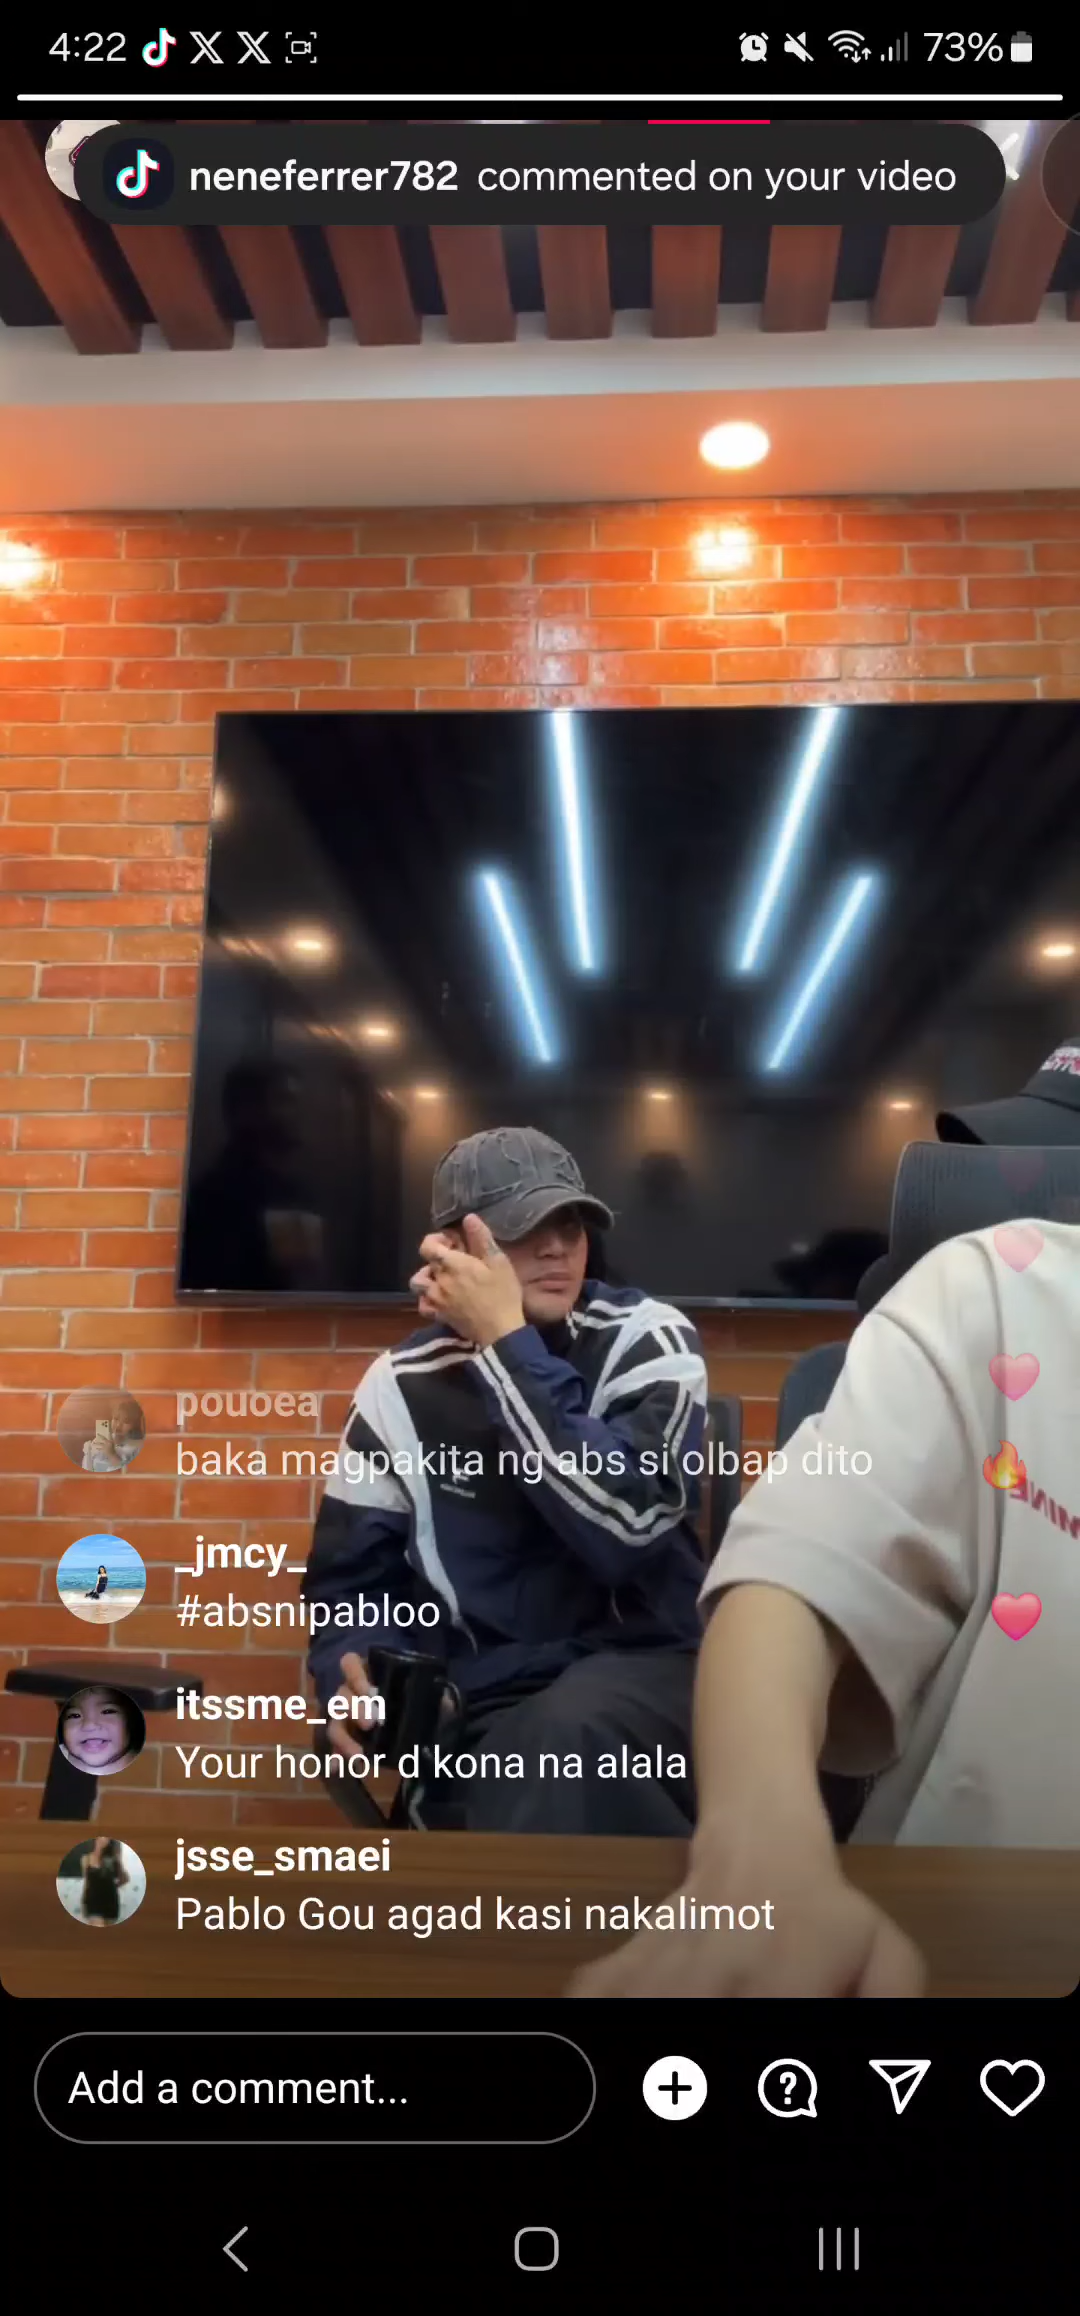 4:22
73%
neneferrer782 commented on your video
pouoea
baka magpakita ng abs si olbap dito
_jmcy_
#absnipabloo
itssme_em
Your honor d kona na alala
jsse_smaei
Pablo Gou agad kasi nakalimot
Add a comment...